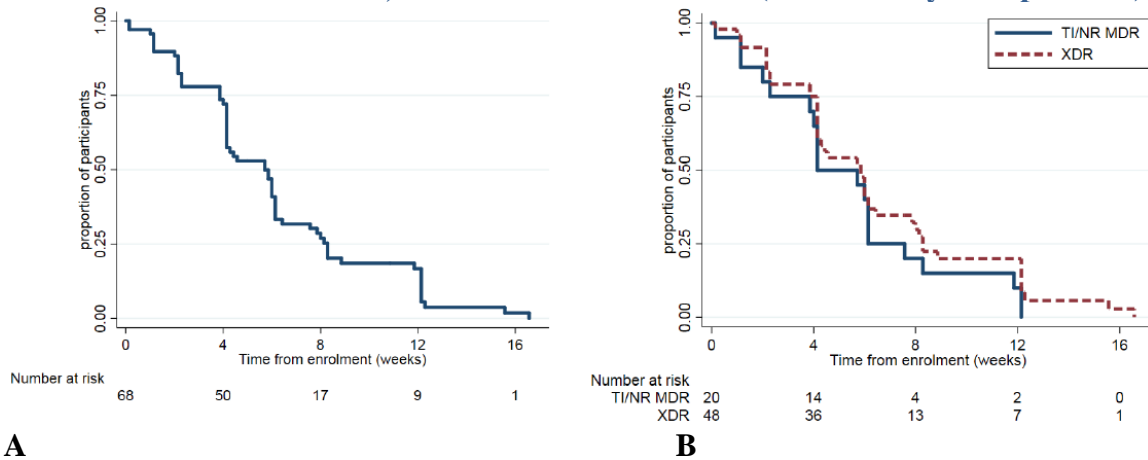 1.00
0.75
0.50
0.25
0.00
proportion of participants
0 4 8 12 16
Time from enrolment (weeks)
Number at risk
68 50 17 9 1
A
TI/NR MDR
XDR
1.00
0.75
0.50
0.25
0.00
proportion of participants
0 4 8 12 16
Time from enrolment (weeks)
Number at risk
TI/NR MDR 20 14 4 2 0
XDR 48 36 13 7 1
B